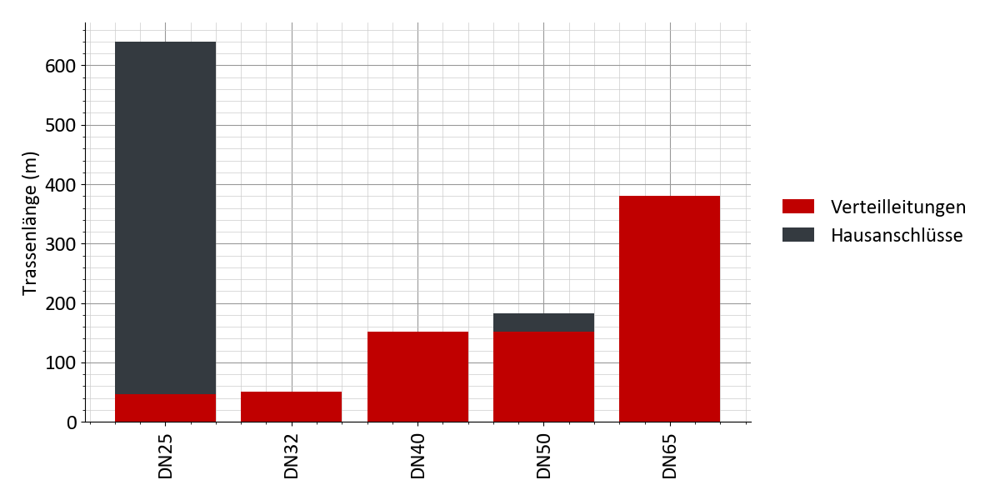 600
500
400
300
200
100
0
Trassenlänge (m)
DN25
DN32
DN40
DN50
DN65
Verteilleitungen
Hausanschlüsse